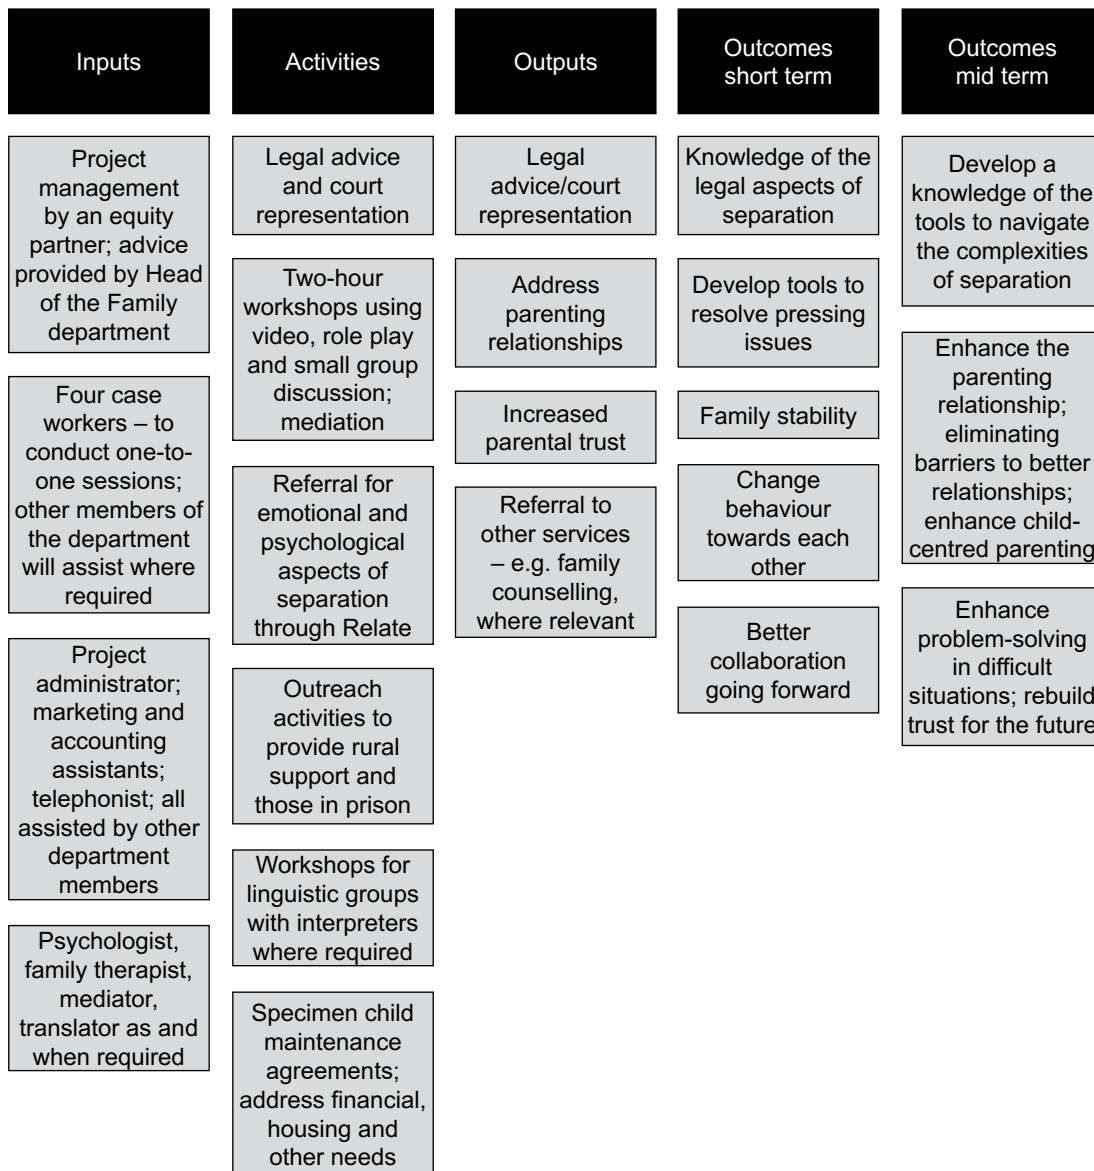 Inputs
Activities
Outputs
Outcomes
short term
Outcomes
mid term
Project
management
by an equity
partner; advice
provided by Head
of the Family
department
Four case
workers – to
conduct one-to-
one sessions;
other members of
the department
will assist where
required
Project
administrator;
marketing and
accounting
assistants;
telephonist; all
assisted by other
department
members
Psychologist,
family therapist,
mediator,
translator as and
when required
Legal advice
and court
representation
Two-hour
workshops using
video, role play
and small group
discussion;
mediation
Referral for
emotional and
psychological
aspects of
separation
through Relate
Outreach
activities to
provide rural
support and
those in prison
Workshops for
linguistic groups
with interpreters
where required
Specimen child
maintenance
agreements;
address financial,
housing and
other needs
Legal
advice/court
representation
Address
parenting
relationships
Increased
parental trust
Referral to
other services
– e.g. family
counselling,
where relevant
Knowledge of the
legal aspects of
separation
Develop tools to
resolve pressing
issues
Family stability
Change
behaviour
towards each
other
Better
collaboration
going forward
Develop a
knowledge of the
tools to navigate
the complexities
of separation
Enhance the
parenting
relationship;
eliminating
barriers to better
relationships;
enhance child-
centred parenting
Enhance
problem-solving
in difficult
situations; rebuild
trust for the future